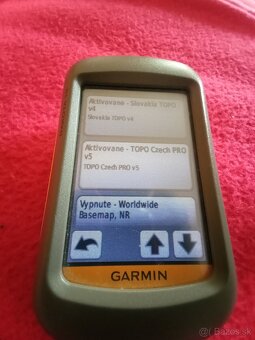 Aktivovane - Slovakia TOPO
v4
Slovakia TOPO v4
Aktivovane - TOPO Czech PRO
v5
TOPO Czech PRO v5
Vypnute - Worldwide
Basemap, NR
GARMIN
Bazos.sk